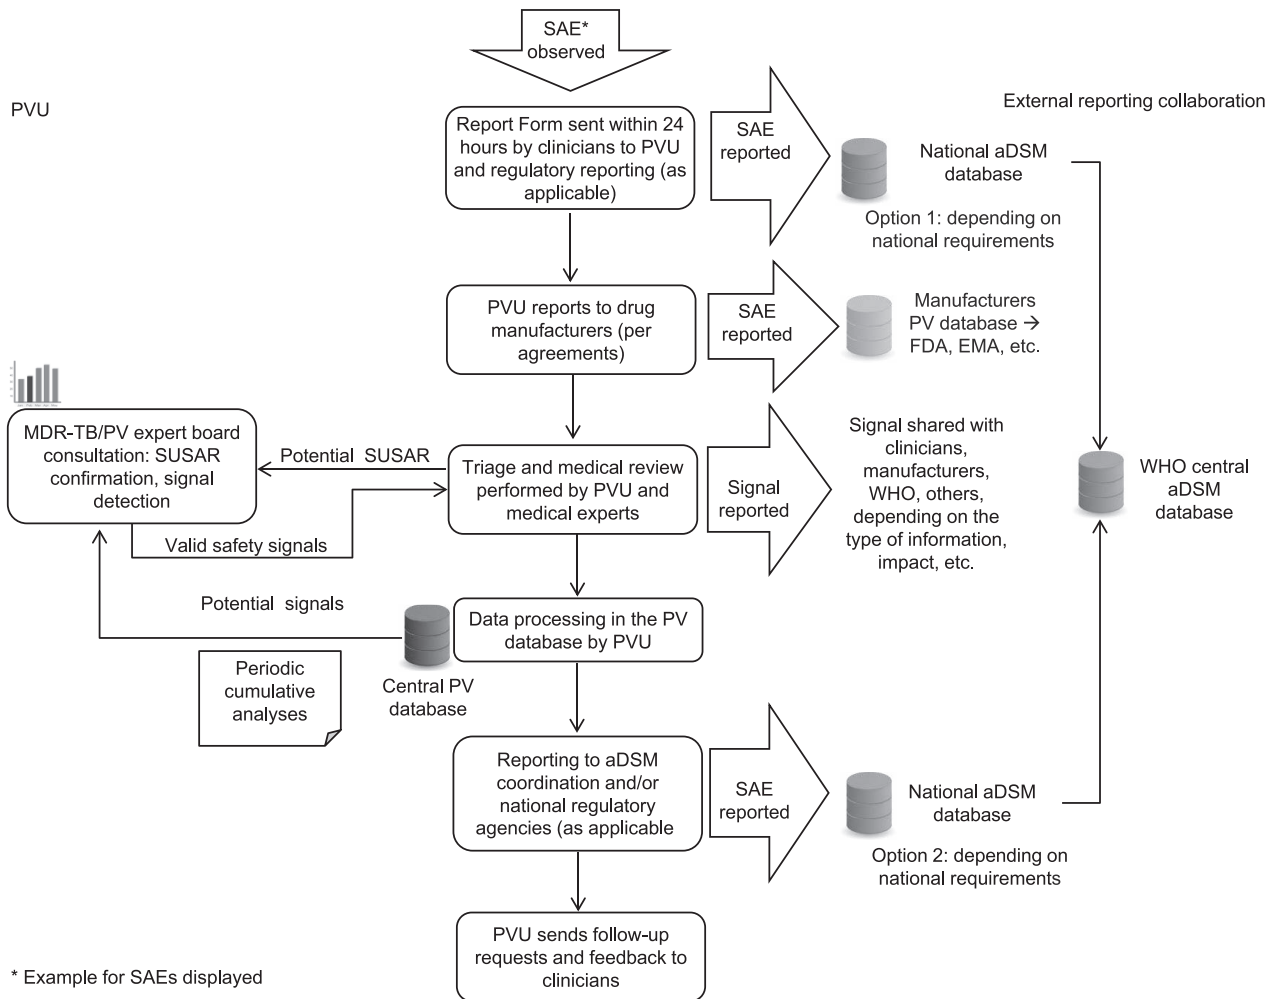 SAE*
observed
PVU
External reporting collaboration
Report Form sent within 24
hours by clinicians to PVU
and regulatory reporting (as
applicable)
SAE
reported
National aDSM
database
Option 1: depending on
national requirements
PVU reports to drug
manufacturers (per
agreements)
SAE
reported
Manufacturers
PV database →
FDA, EMA, etc.
MDR-TB/PV expert board
consultation: SUSAR
confirmation, signal
detection
Potential SUSAR
Triage and medical review
performed by PVU and
medical experts
Signal
reported
Signal shared with
clinicians,
manufacturers,
WHO, others,
depending on the
type of information,
impact, etc.
WHO central
aDSM
database
Valid safety signals
Potential signals
Data processing in the PV
database by PVU
Periodic
cumulative
analyses
Central PV
database
Reporting to aDSM
coordination and/or
national regulatory
agencies (as applicable
SAE
reported
National aDSM
database
Option 2: depending on
national requirements
PVU sends follow-up
requests and feedback to
clinicians
* Example for SAEs displayed